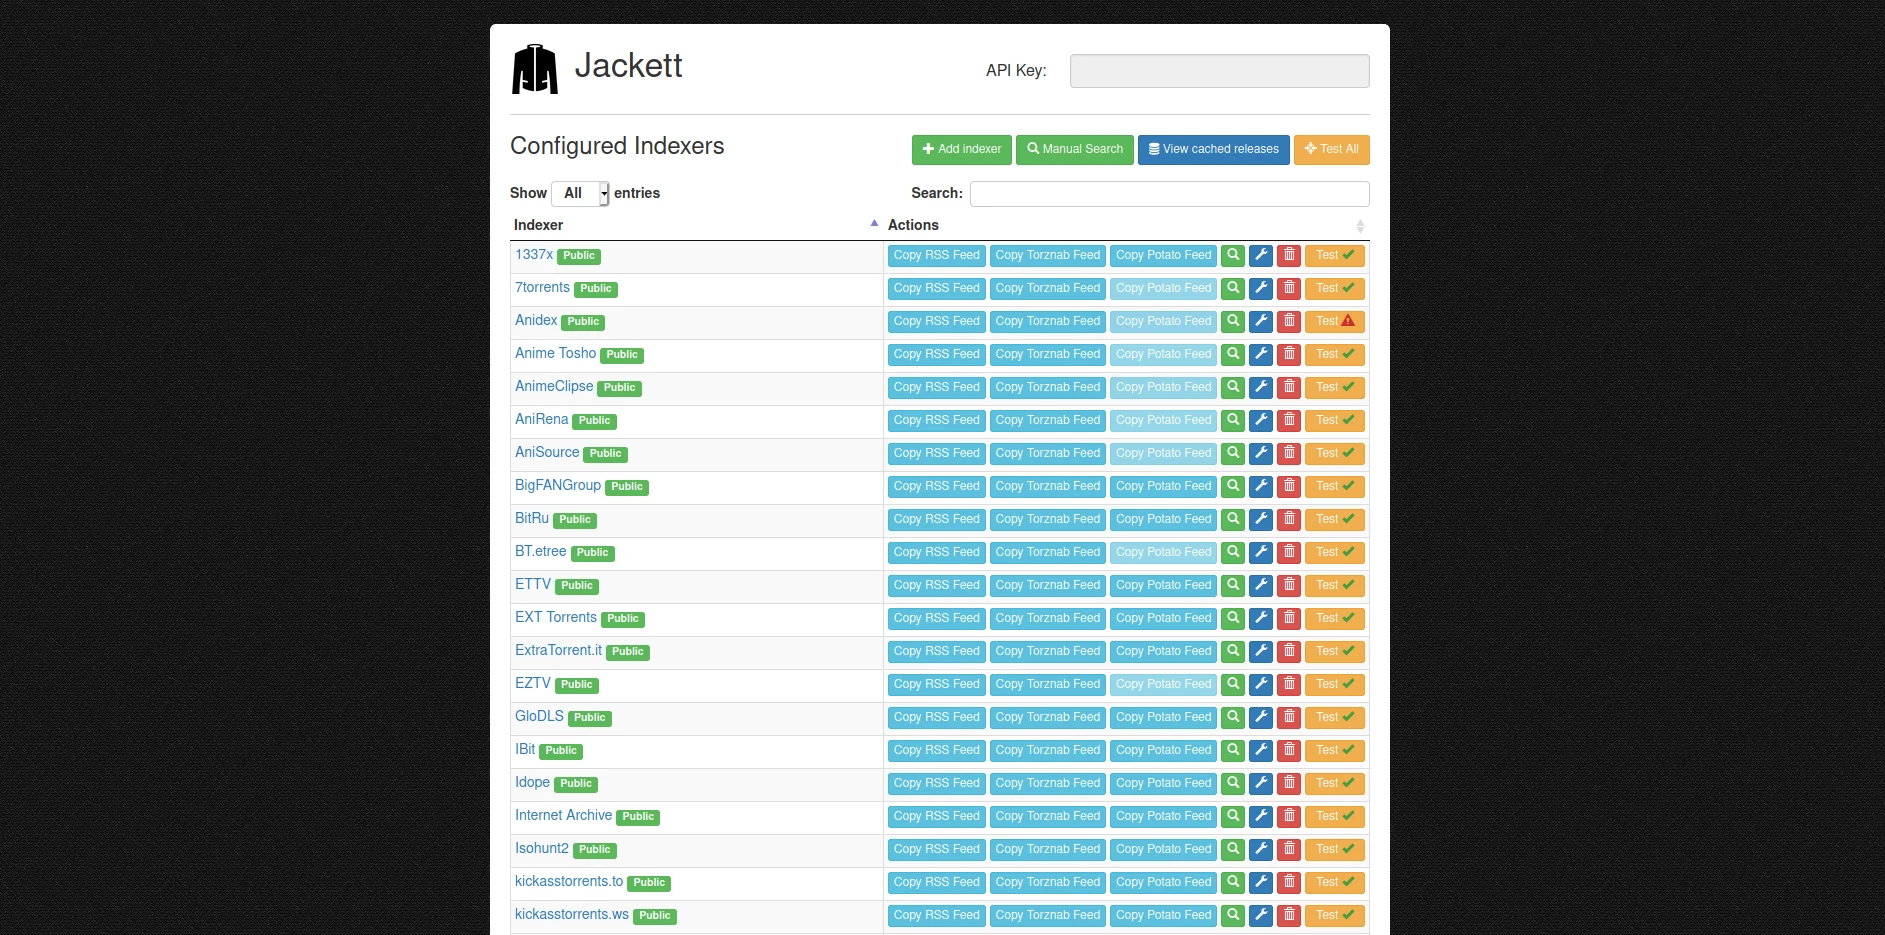 Jackett
API Key:
Configured Indexers
Add indexer Manual Search View cached releases Test All
Show All entries Search:
Indexer Actions
1337x Public Copy RSS Feed Copy Torznab Feed Copy Potato Feed Test
7torrents Public Copy RSS Feed Copy Torznab Feed Copy Potato Feed Test
Anidex Public Copy RSS Feed Copy Torznab Feed Copy Potato Feed Test
Anime Tosho Public Copy RSS Feed Copy Torznab Feed Copy Potato Feed Test
AnimeClipse Public Copy RSS Feed Copy Torznab Feed Copy Potato Feed Test
AniRena Public Copy RSS Feed Copy Torznab Feed Copy Potato Feed Test
AniSource Public Copy RSS Feed Copy Torznab Feed Copy Potato Feed Test
BigFANGroup Public Copy RSS Feed Copy Torznab Feed Copy Potato Feed Test
BitRu Public Copy RSS Feed Copy Torznab Feed Copy Potato Feed Test
BT.etree Public Copy RSS Feed Copy Torznab Feed Copy Potato Feed Test
ETTV Public Copy RSS Feed Copy Torznab Feed Copy Potato Feed Test
EXT Torrents Public Copy RSS Feed Copy Torznab Feed Copy Potato Feed Test
ExtraTorrent.it Public Copy RSS Feed Copy Torznab Feed Copy Potato Feed Test
EZTV Public Copy RSS Feed Copy Torznab Feed Copy Potato Feed Test
GloDLS Public Copy RSS Feed Copy Torznab Feed Copy Potato Feed Test
IBit Public Copy RSS Feed Copy Torznab Feed Copy Potato Feed Test
Idope Public Copy RSS Feed Copy Torznab Feed Copy Potato Feed Test
Internet Archive Public Copy RSS Feed Copy Torznab Feed Copy Potato Feed Test
Isohunt2 Public Copy RSS Feed Copy Torznab Feed Copy Potato Feed Test
kickasstorrents.to Public Copy RSS Feed Copy Torznab Feed Copy Potato Feed Test
kickasstorrents.ws Public Copy RSS Feed Copy Torznab Feed Copy Potato Feed Test